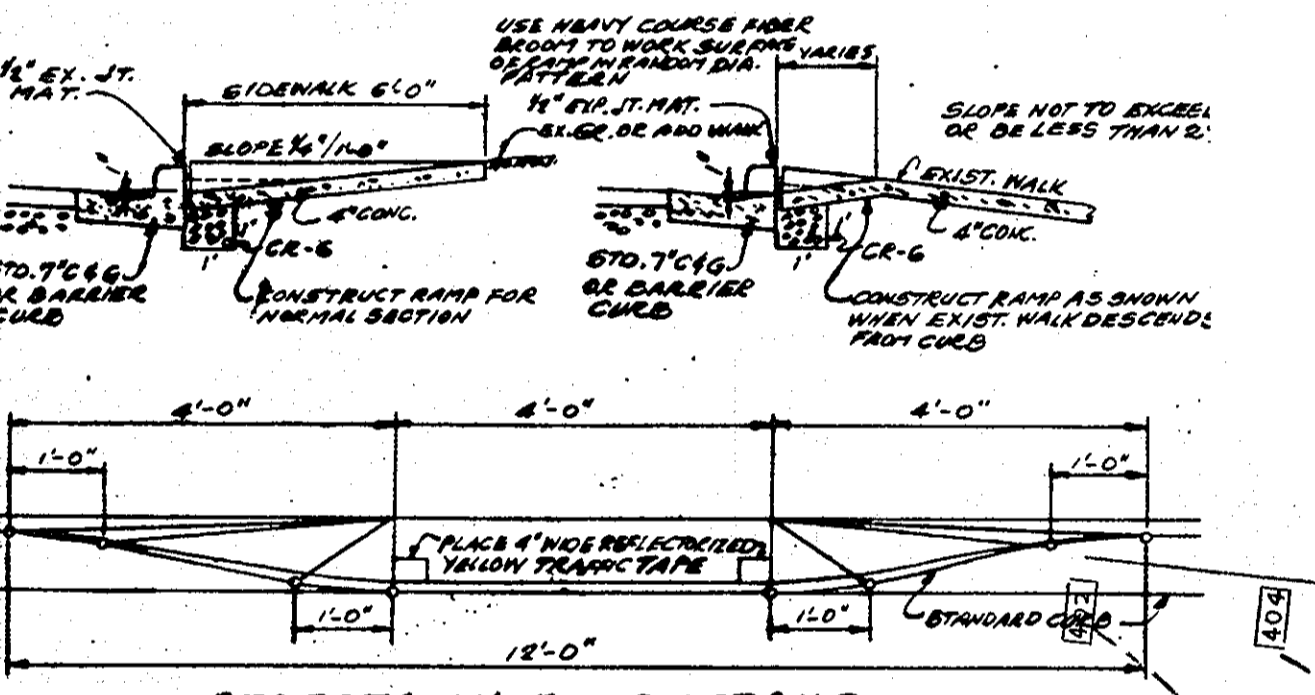 USE HEAVY COURSE FIBER
BROOM TO WORK SURFACE
OF RAMP IN RANDOM DIA.
PATTERN
VARIES
1/2" EX. JT.
MAT.
SIDEWALK 6'-0"
1/2" EXP. JT. MAT.
EX. GR. OR ADD WALK
SLOPE NOT TO EXCEED
OR BE LESS THAN 2
SLOPE 1/4"/1'-0"
EXIST. WALK
4" CONC.
1'
1'
CR-6
STD. 7" C & G
OR BARRIER
CURB
CONSTRUCT RAMP FOR
NORMAL SECTION
4" CONC.
1'
CR-6
STD. 7" C & G
OR BARRIER
CURB
CONSTRUCT RAMP AS SHOWN
WHEN EXIST. WALK DESCENDS
FROM CURB
4'-0"
4'-0"
4'-0"
1'-0"
1'-0"
PLACE 4" WIDE REFLECTORIZED
YELLOW TRAFFIC TAPE
1'-0"
1'-0"
STANDARD CURB
404
12'-0"